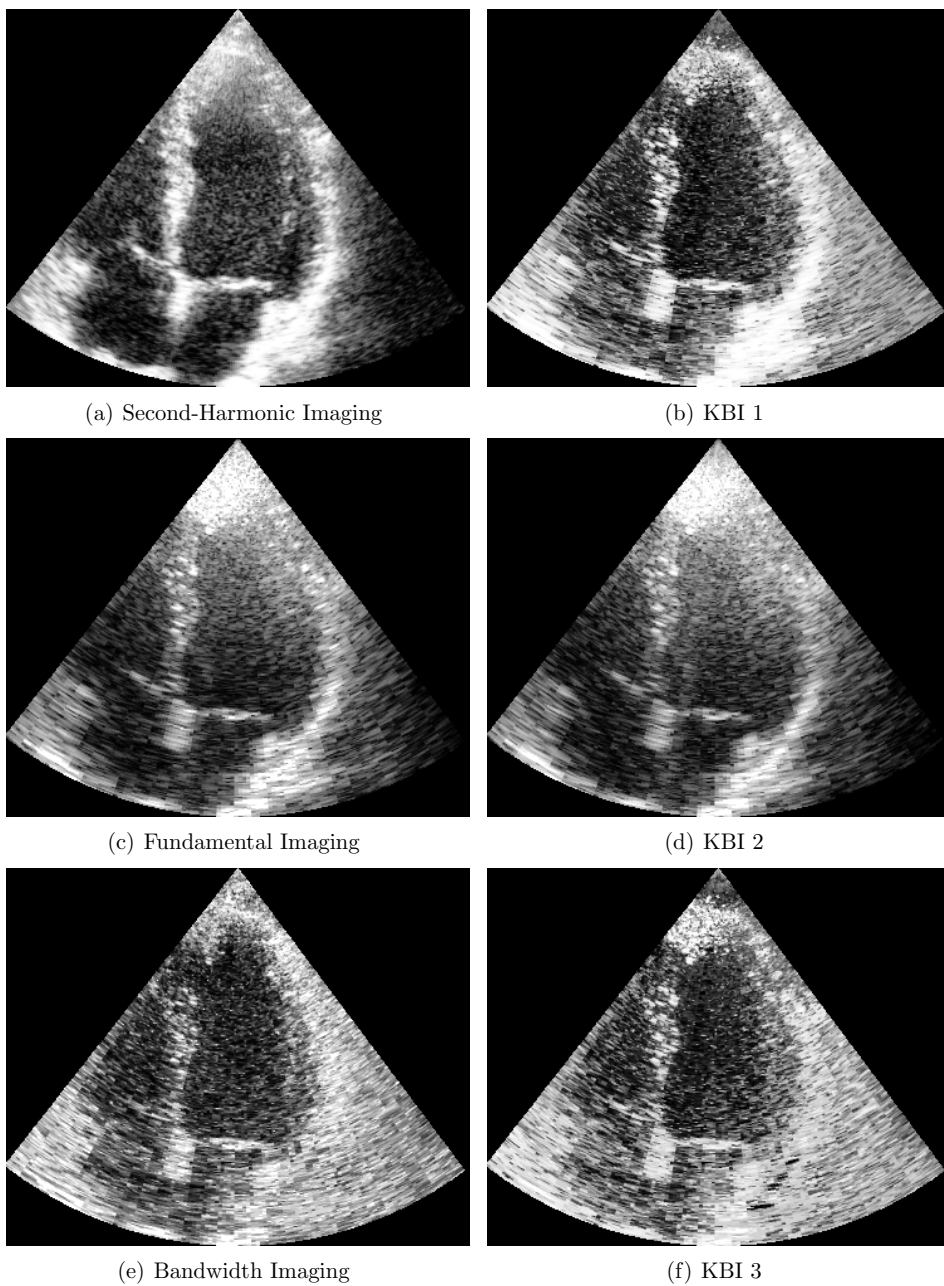 (a) Second-Harmonic Imaging
(b) KBI 1
(c) Fundamental Imaging
(d) KBI 2
(e) Bandwidth Imaging
(f) KBI 3